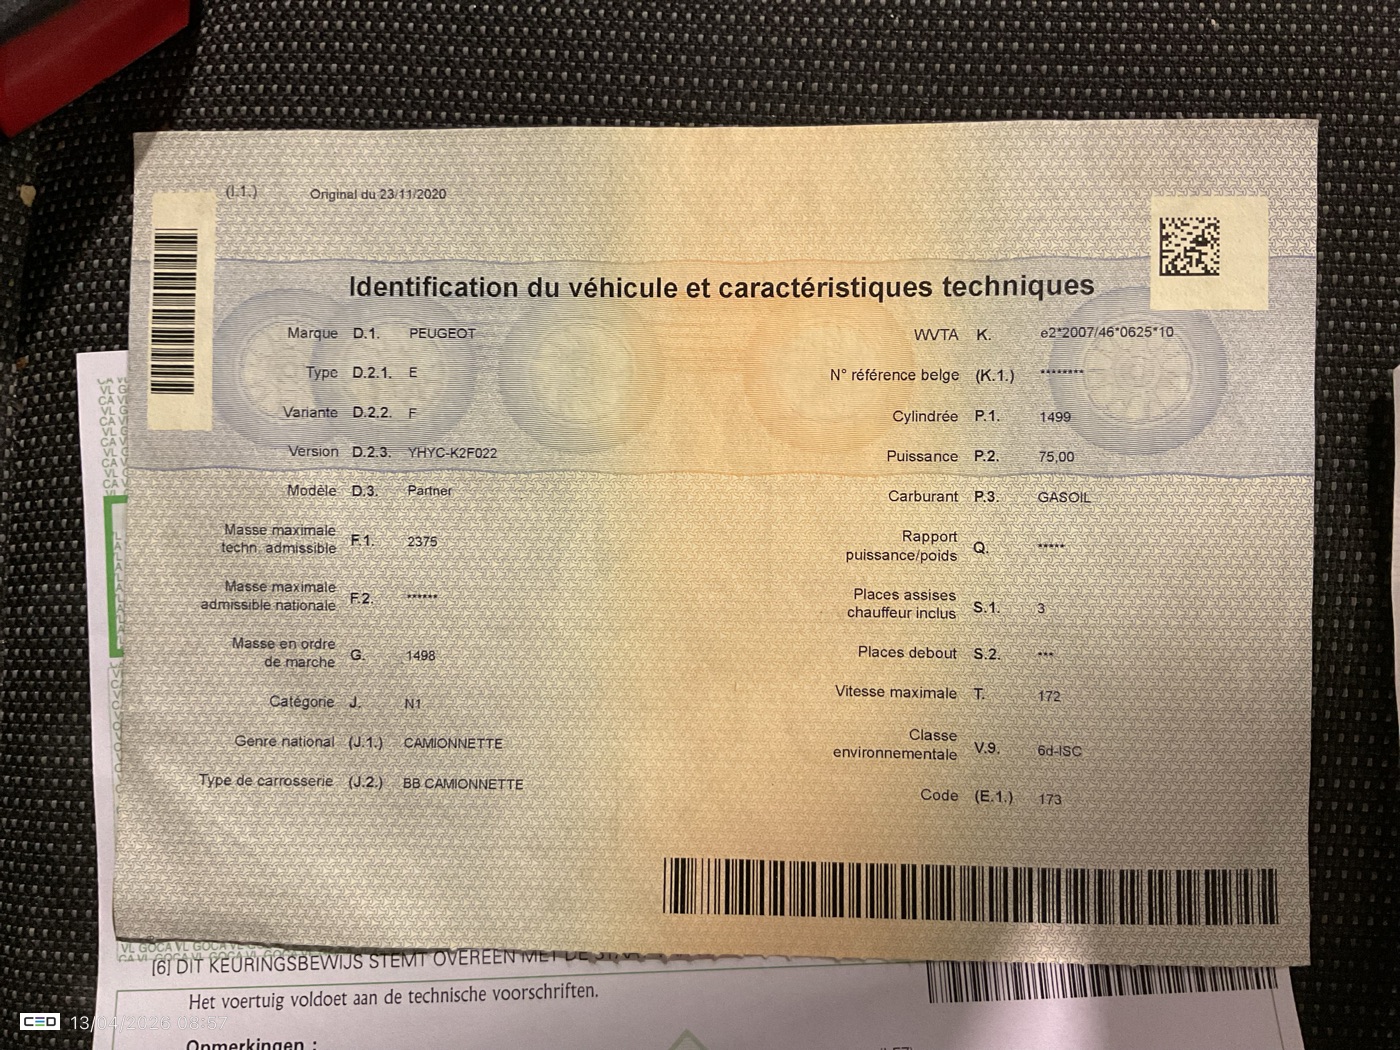 (I.1.) Original du 23/11/2020
Identification du véhicule et caractéristiques techniques
Marque D.1. PEUGEOT
Type D.2.1. E
Variante D.2.2. F
Version D.2.3. YHYC-K2F022
Modèle D.3. Partner
Masse maximale
techn. admissible F.1. 2375
Masse maximale
admissible nationale F.2. ******
Masse en ordre
de marche G. 1498
Catégorie J. N1
Genre national (J.1.) CAMIONNETTE
Type de carrosserie (J.2.) BB CAMIONNETTE
WVTA K. e2*2007/46*0625*10
N° référence belge (K.1.) ********
Cylindrée P.1. 1499
Puissance P.2. 75,00
Carburant P.3. GASOIL
Rapport
puissance/poids Q. *****
Places assises
chauffeur inclus S.1. 3
Places debout S.2. ***
Vitesse maximale T. 172
Classe
environnementale V.9. 6d-ISC
Code (E.1.) 173
VL GOCA VL GOCA VL
[6] DIT KEURINGSBEWIJS STEMT OVEREEN MET DE
Het voertuig voldoet aan de technische voorschriften.
Opmerkingen :
CED 13/04/2026 08:57